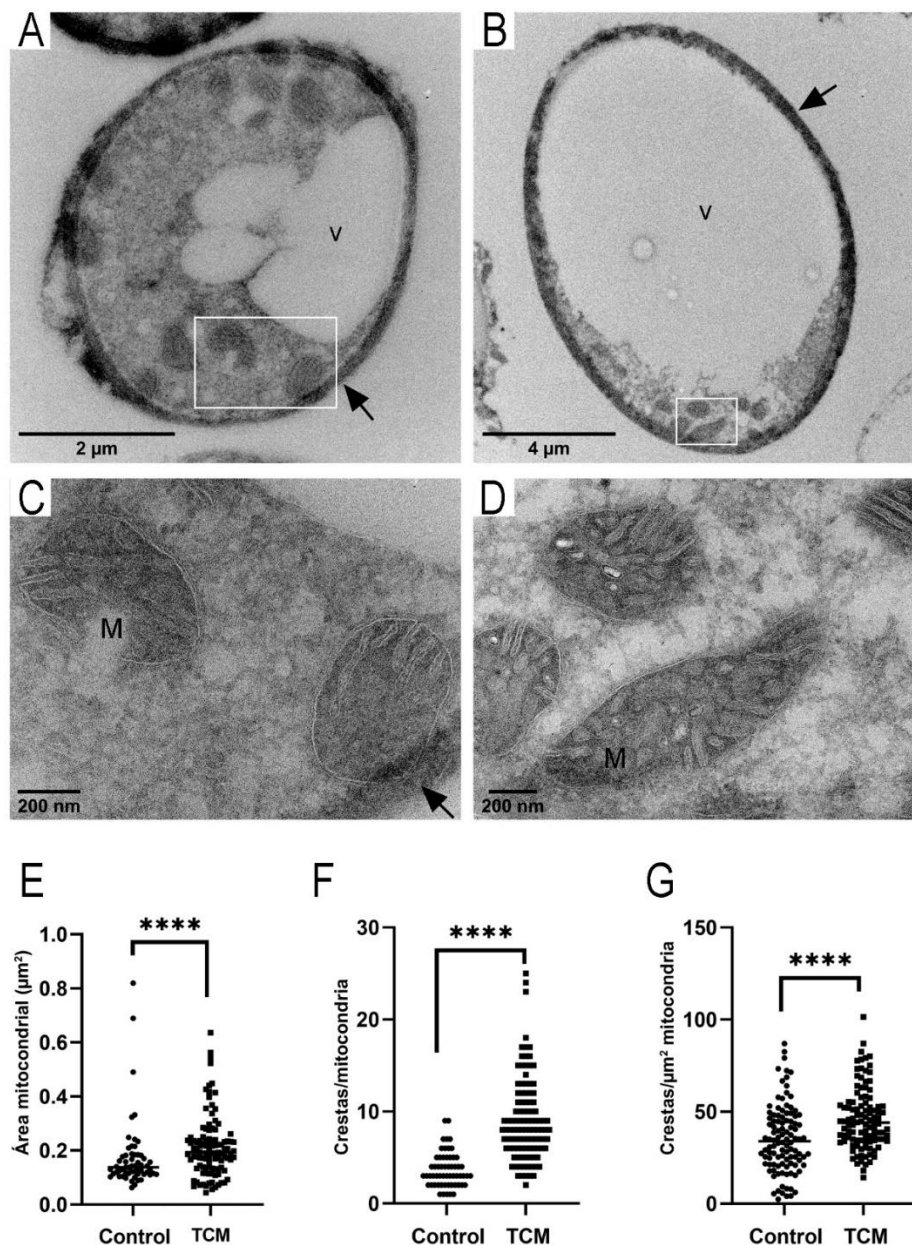 A
v
2 µm
B
v
4 µm
C
M
200 nm
D
M
200 nm
E
****
Área mitocondrial (µm²)
1.0
0.8
0.6
0.4
0.2
0.0
Control TCM
F
****
Crestas/mitocondria
30
20
10
0
Control TCM
G
****
Crestas/µm² mitocondria
150
100
50
0
Control TCM